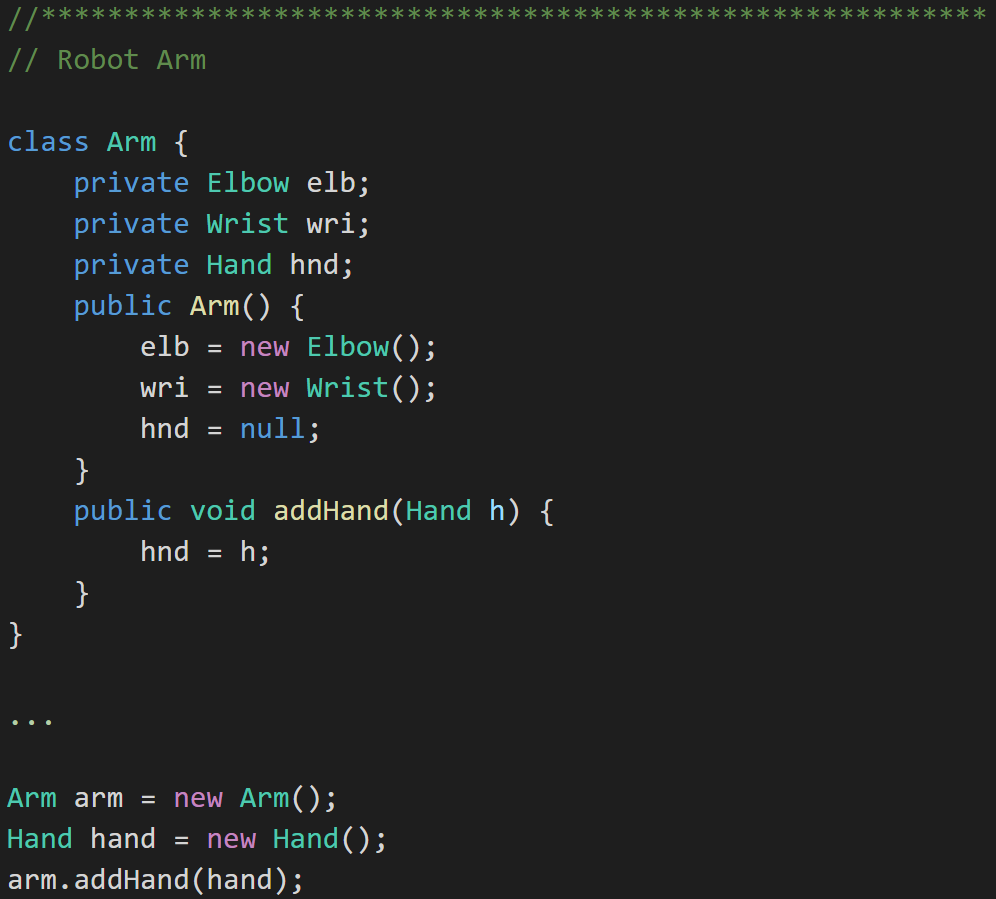 //*********************************************************
// Robot Arm
class Arm {
    private Elbow elb;
    private Wrist wri;
    private Hand hnd;
    public Arm() {
        elb = new Elbow();
        wri = new Wrist();
        hnd = null;
    }
    public void addHand(Hand h) {
        hnd = h;
    }
}
...
Arm arm = new Arm();
Hand hand = new Hand();
arm.addHand(hand);